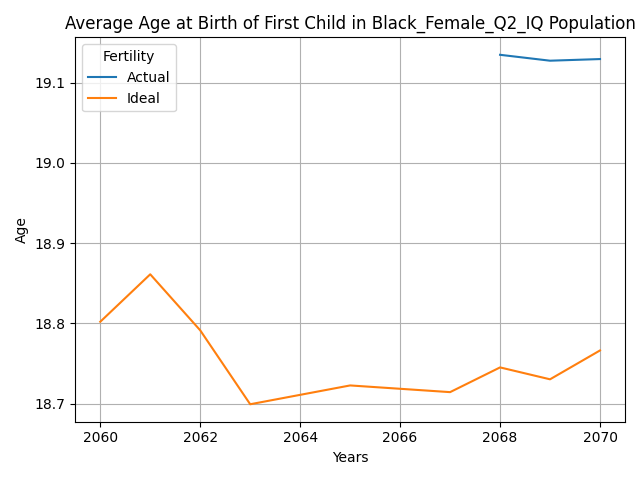 Average Age at Birth of First Child in Black_Female_Q2_IQ Population
Fertility
Actual
Ideal
19.1
19.0
18.9
18.8
18.7
Age
2060 2062 2064 2066 2068 2070
Years